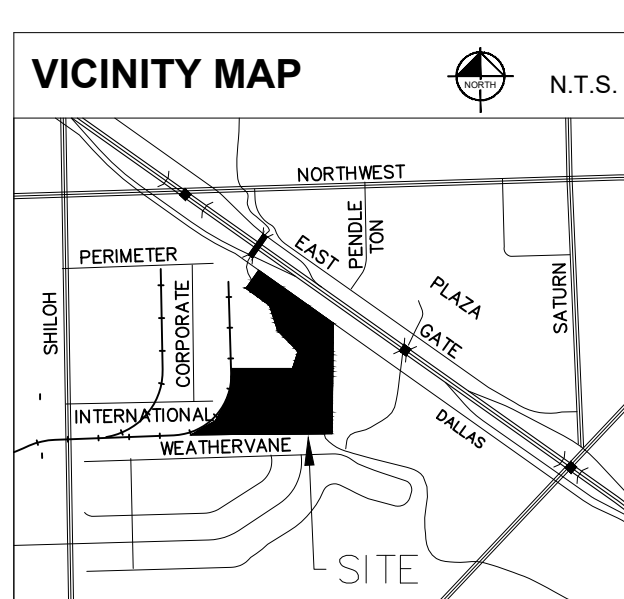 VICINITY MAP
NORTH
N.T.S.
NORTHWEST
PENDLE
TON
EAST
PERIMETER
PLAZA
SATURN
SHILOH
CORPORATE
GATE
INTERNATIONAL
DALLAS
WEATHERVANE
SITE